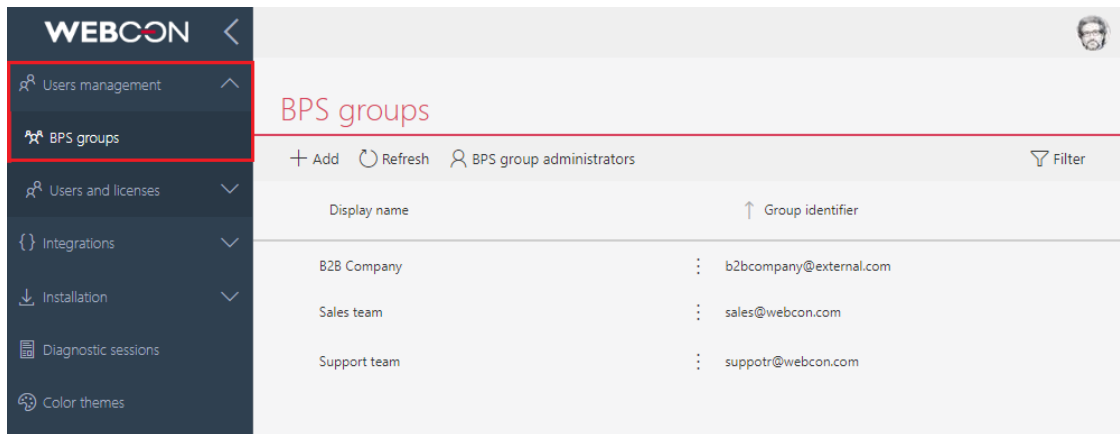 WEBCON
Users management
BPS groups
Users and licenses
Integrations
Installation
Diagnostic sessions
Color themes
BPS groups
Add Refresh BPS group administrators Filter
Display name Group identifier
B2B Company b2bcompany@external.com
Sales team sales@webcon.com
Support team suppotr@webcon.com